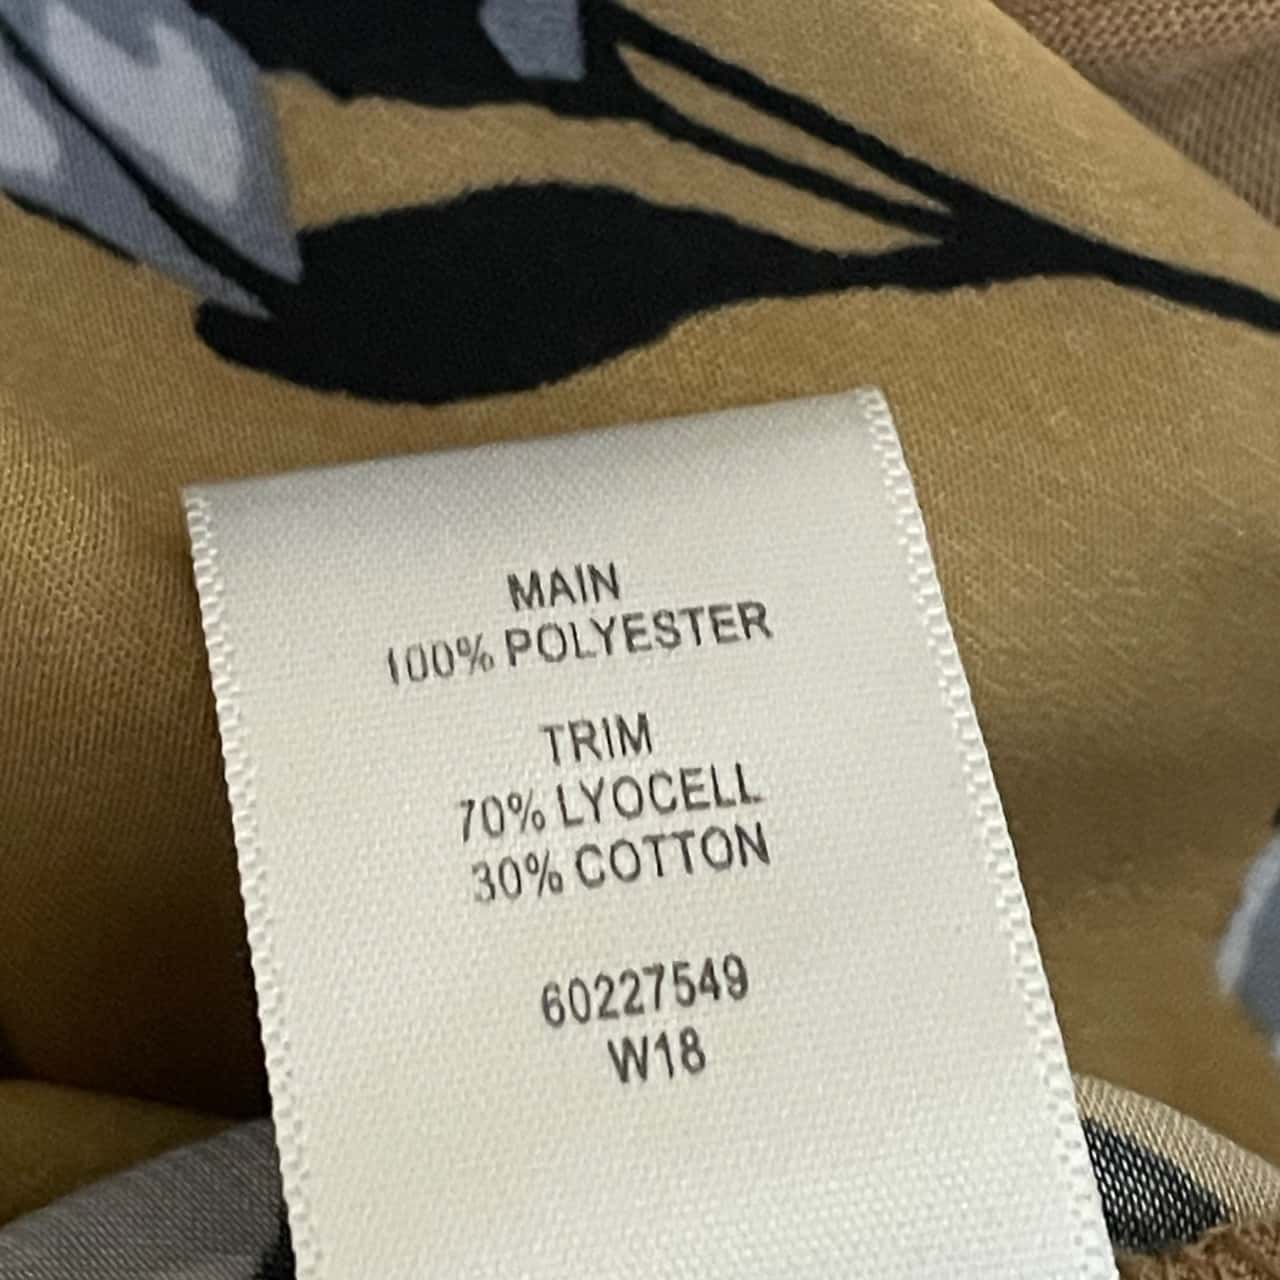 MAIN
100% POLYESTER
TRIM
70% LYOCELL
30% COTTON
60227549
W18